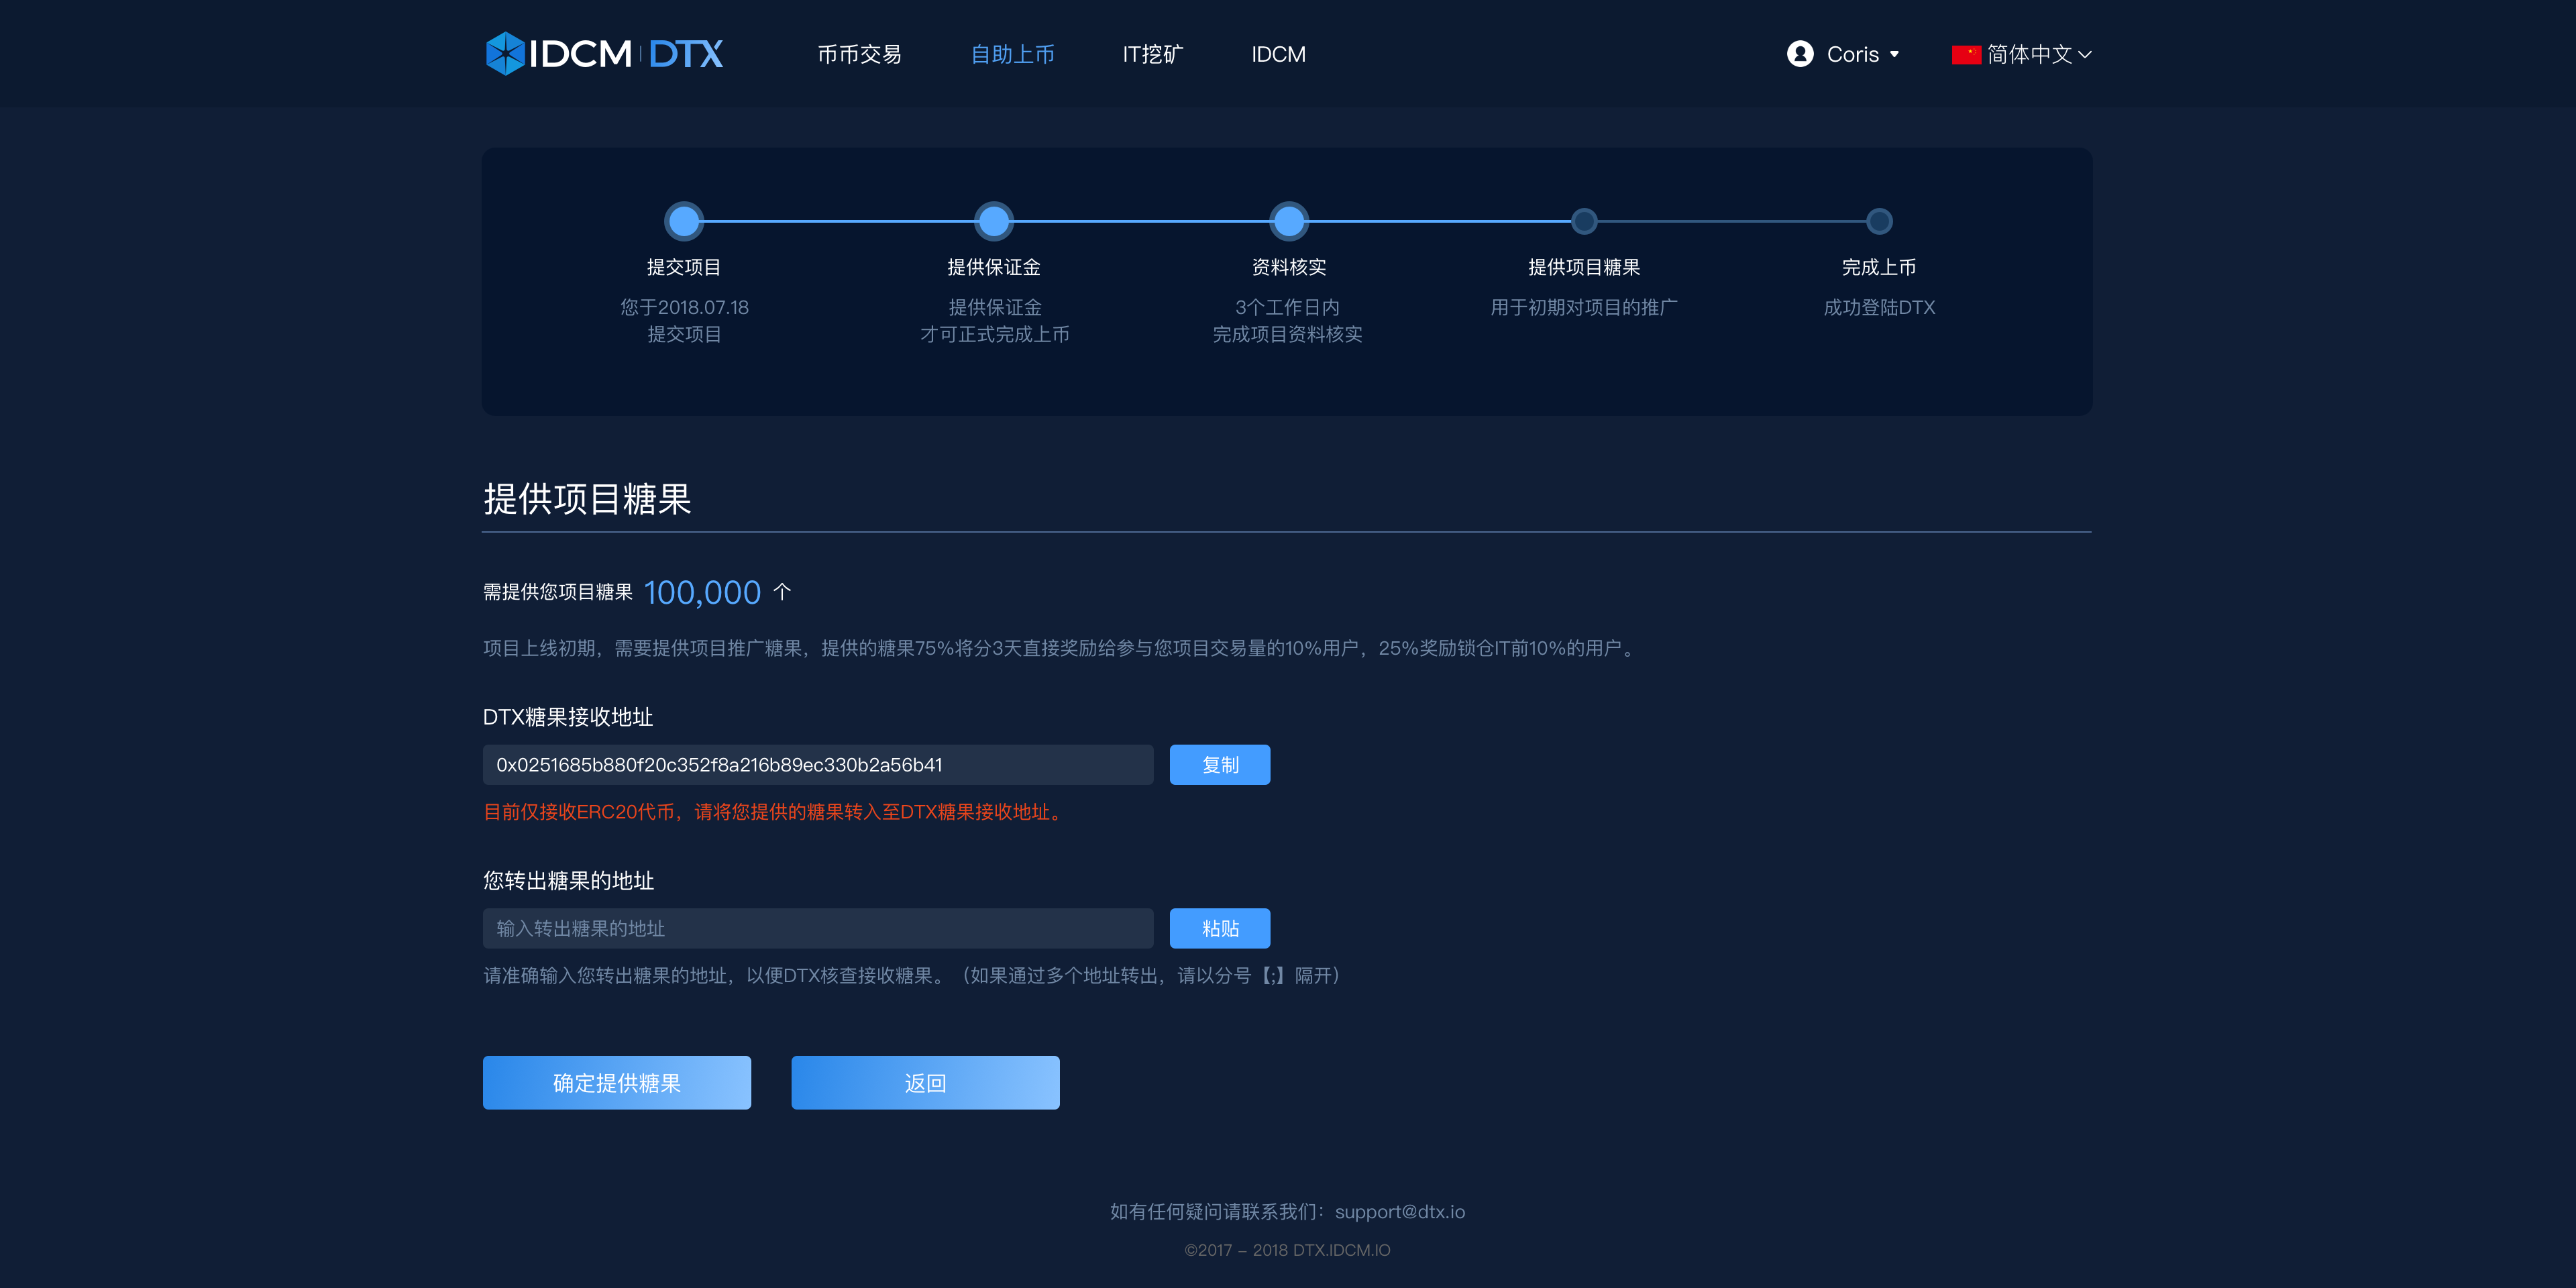 IDCM | DTX 币币交易 自助上币 IT挖矿 IDCM Coris 简体中文
提交项目 提供保证金 资料核实 提供项目糖果 完成上币
您于2018.07.18 提供保证金 3个工作日内 用于初期对项目的推广 成功登陆DTX
提交项目 才可正式完成上币 完成项目资料核实
提供项目糖果
需提供您项目糖果 100,000 个
项目上线初期，需要提供项目推广糖果，提供的糖果75%将分3天直接奖励给参与您项目交易量的10%用户，25%奖励锁仓IT前10%的用户。
DTX糖果接收地址
0x0251685b880f20c352f8a216b89ec330b2a56b41 复制
目前仅接收ERC20代币，请将您提供的糖果转入至DTX糖果接收地址。
您转出糖果的地址
输入转出糖果的地址 粘贴
请准确输入您转出糖果的地址，以便DTX核查接收糖果。（如果通过多个地址转出，请以分号【;】隔开）
确定提供糖果 返回
如有任何疑问请联系我们：support@dtx.io
©2017 – 2018 DTX.IDCM.IO